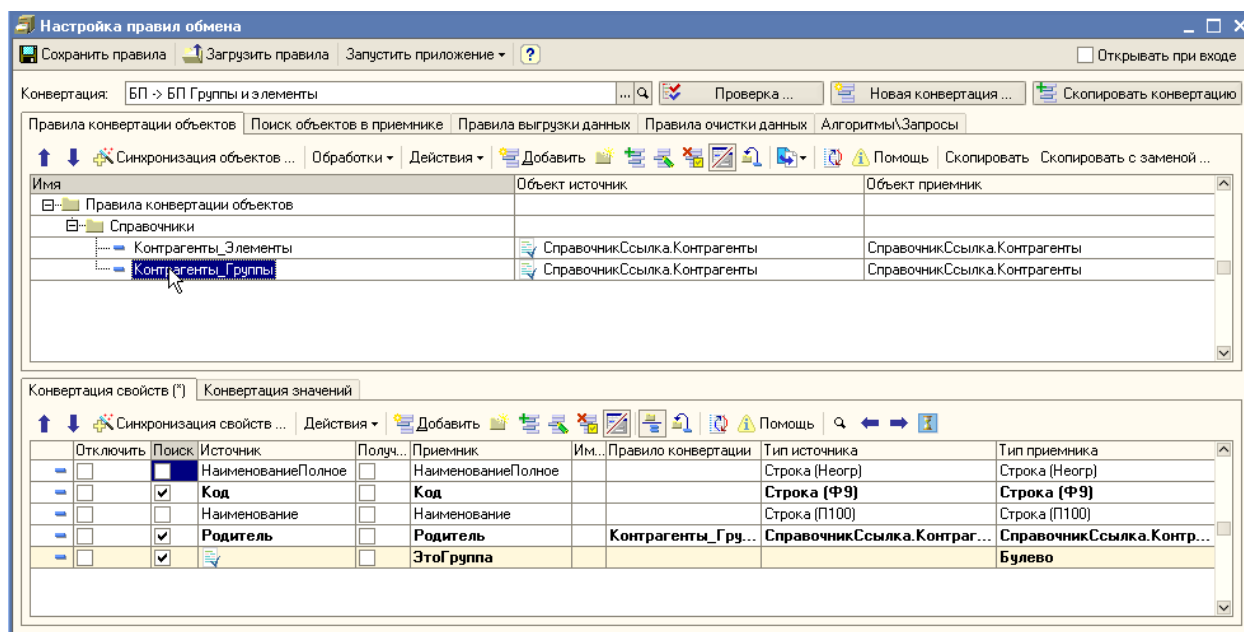 Настройка правил обмена
Сохранить правила Загрузить правила Запустить приложение ? Открывать при входе
Конвертация: БП -> БП Группы и элементы ... Проверка ... Новая конвертация ... Скопировать конвертацию
Правила конвертации объектов Поиск объектов в приемнике Правила выгрузки данных Правила очистки данных Алгоритмы\Запросы
Синхронизация объектов ... Обработки Действия Добавить Помощь Скопировать Скопировать с заменой ...
Имя Объект источник Объект приемник
Правила конвертации объектов
Справочники
Контрагенты_Элементы СправочникСсылка.Контрагенты СправочникСсылка.Контрагенты
Контрагенты_Группы СправочникСсылка.Контрагенты СправочникСсылка.Контрагенты
Конвертация свойств (*) Конвертация значений
Синхронизация свойств ... Действия Добавить Помощь
Отключить Поиск Источник Получ... Приемник Им... Правило конвертации Тип источника Тип приемника
НаименованиеПолное НаименованиеПолное Строка (Неогр) Строка (Неогр)
Код Код Строка (Ф9) Строка (Ф9)
Наименование Наименование Строка (П100) Строка (П100)
Родитель Родитель Контрагенты_Гру... СправочникСсылка.Контраг... СправочникСсылка.Контр...
ЭтоГруппа Булево